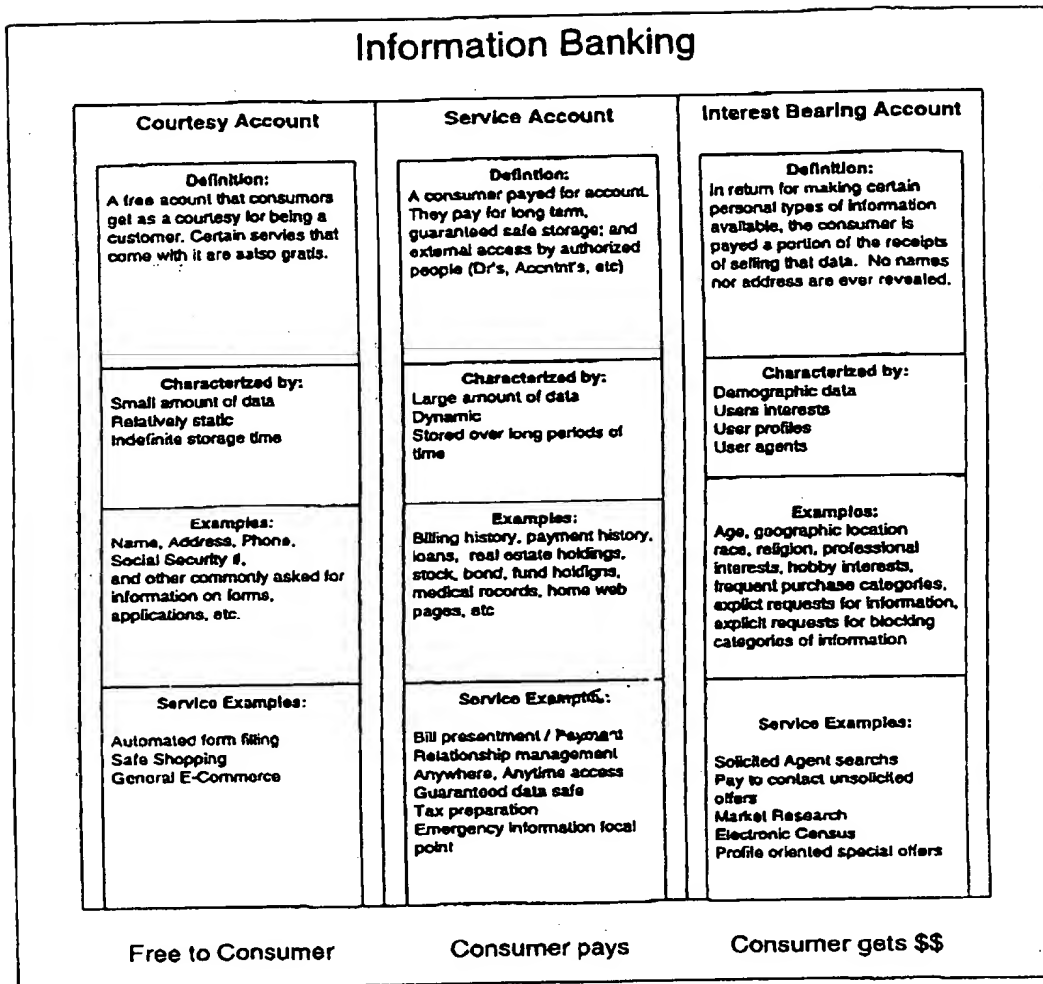 Information Banking
Courtesy Account
Definition:
A free acount that consumors
get as a courtesy for being a
customer. Certain servies that
come with it are aalso gratis.
Characterized by:
Small amount of data
Relatively static
Indefinite storage time
Examples:
Name, Address, Phone,
Social Security #,
and other commonly asked for
information on forms,
applications, etc.
Service Examples:
Automated form filling
Safe Shopping
General E-Commerce
Free to Consumer
Service Account
Defintion:
A consumer payed for account.
They pay for long term,
guaranteed safe storage; and
external access by authorized
people (Dr's, Accntnt's, etc)
Characterized by:
Large amount of data
Dynamic
Stored over long periods of
time
Examples:
Billing history, payment history,
loans, real estate holdings,
stock, bond, fund holdigns,
medical records, home web
pages, etc
Service Examples:
Bill presentment / Payment
Relationship management
Anywhere, Anytime access
Guaranteed data safe
Tax preparation
Emergency Information focal
point
Consumer pays
Interest Bearing Account
Definition:
In return for making certain
personal types of information
available, the consumer is
payed a portion of the receipts
of selling that data. No names
nor address are ever revealed.
Characterized by:
Demographic data
Users interests
User profiles
User agents
Examples:
Age, geographic location
race, religion, professional
interests, hobby interests,
frequent purchase categories,
explict requests for information,
explicit requests for blocking
categories of information
Service Examples:
Solicited Agent searchs
Pay to contact unsolicited
offers
Market Research
Electronic Census
Profile oriented special offers
Consumer gets $$